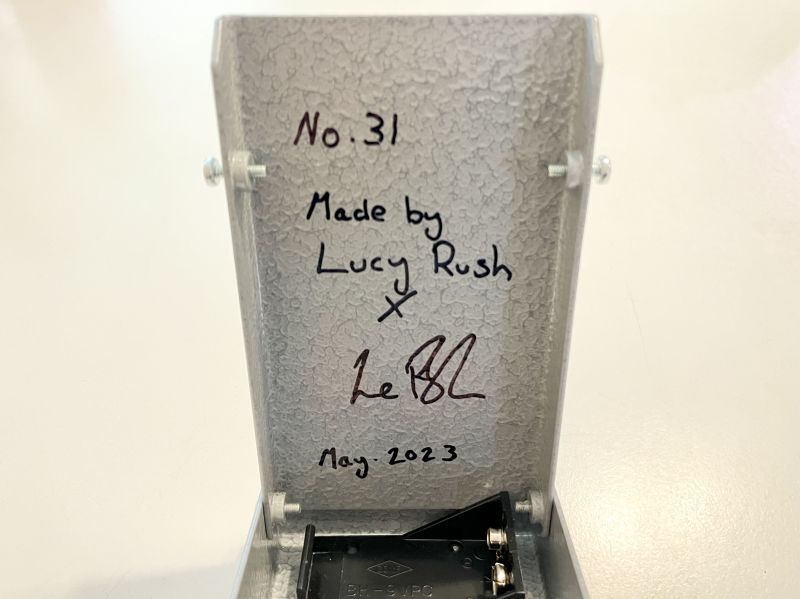 No. 31
Made by
Lucy Rush
X
May. 2023